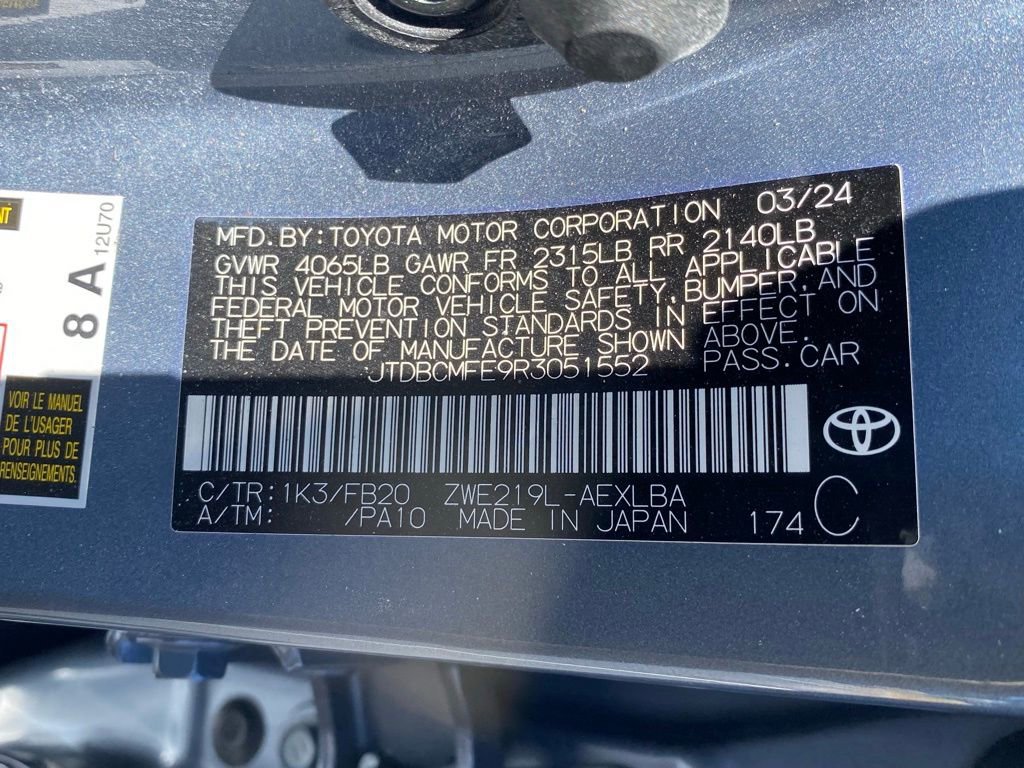 MFD.BY:TOYOTA MOTOR CORPORATION 03/24
GVWR 4065LB GAWR FR 2315LB RR 2140LB
THIS VEHICLE CONFORMS TO ALL APPLICABLE
FEDERAL MOTOR VEHICLE SAFETY,BUMPER,AND
THEFT PREVENTION STANDARDS IN EFFECT ON
THE DATE OF MANUFACTURE SHOWN ABOVE.
JTDBCMFE9R3051552 PASS.CAR
C/TR:1K3/FB20 ZWE219L-AEXLBA
A/TM: /PA10 MADE IN JAPAN 174 C
8 A
12U70
VOIR LE MANUEL
DE L'USAGER
POUR PLUS DE
RENSEIGNEMENTS.